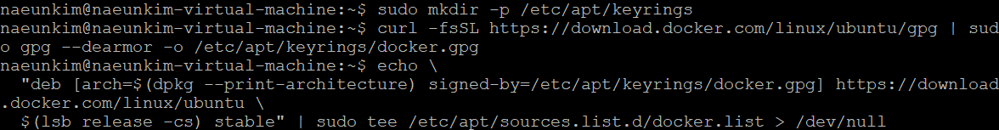 naeunkim@naeunkim-virtual-machine:~$ sudo mkdir -p /etc/apt/keyrings
naeunkim@naeunkim-virtual-machine:~$ curl -fsSL https://download.docker.com/linux/ubuntu/gpg | sud
o gpg --dearmor -o /etc/apt/keyrings/docker.gpg
naeunkim@naeunkim-virtual-machine:~$ echo \
  "deb [arch=$(dpkg --print-architecture) signed-by=/etc/apt/keyrings/docker.gpg] https://download
.docker.com/linux/ubuntu \
  $(lsb_release -cs) stable" | sudo tee /etc/apt/sources.list.d/docker.list > /dev/null